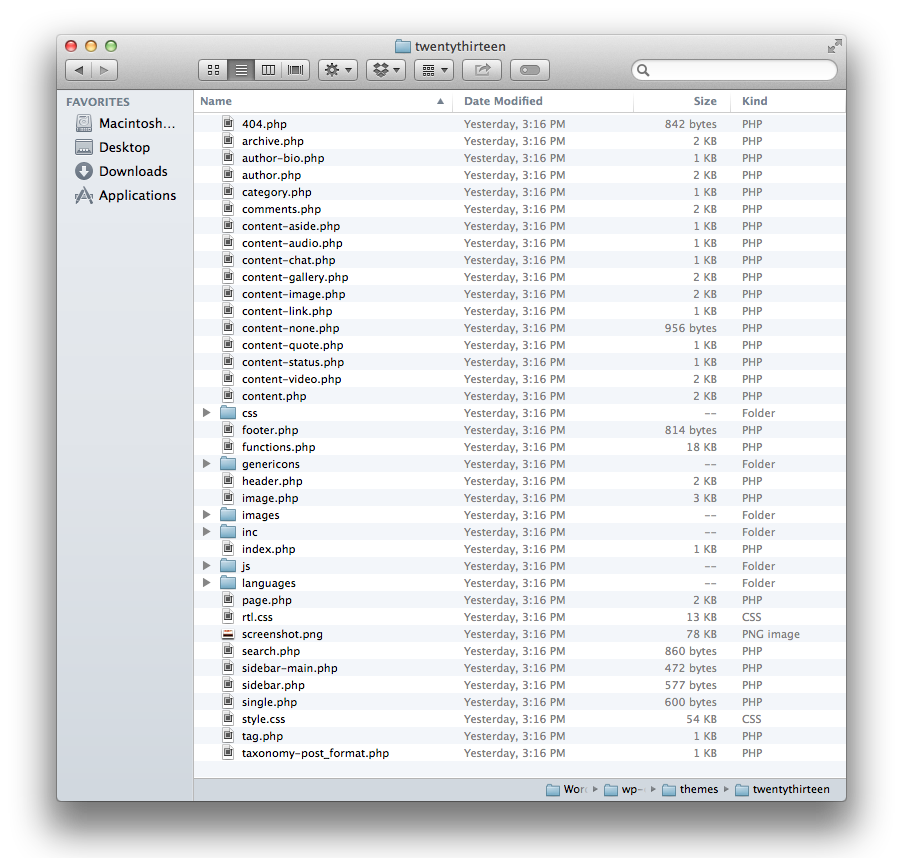 twentythirteen
FAVORITES
Macintosh...
Desktop
Downloads
Applications
Name Date Modified Size Kind
404.php Yesterday, 3:16 PM 842 bytes PHP
archive.php Yesterday, 3:16 PM 2 KB PHP
author-bio.php Yesterday, 3:16 PM 1 KB PHP
author.php Yesterday, 3:16 PM 2 KB PHP
category.php Yesterday, 3:16 PM 1 KB PHP
comments.php Yesterday, 3:16 PM 2 KB PHP
content-aside.php Yesterday, 3:16 PM 1 KB PHP
content-audio.php Yesterday, 3:16 PM 2 KB PHP
content-chat.php Yesterday, 3:16 PM 1 KB PHP
content-gallery.php Yesterday, 3:16 PM 2 KB PHP
content-image.php Yesterday, 3:16 PM 2 KB PHP
content-link.php Yesterday, 3:16 PM 1 KB PHP
content-none.php Yesterday, 3:16 PM 956 bytes PHP
content-quote.php Yesterday, 3:16 PM 1 KB PHP
content-status.php Yesterday, 3:16 PM 1 KB PHP
content-video.php Yesterday, 3:16 PM 2 KB PHP
content.php Yesterday, 3:16 PM 2 KB PHP
css Yesterday, 3:16 PM -- Folder
footer.php Yesterday, 3:16 PM 814 bytes PHP
functions.php Yesterday, 3:16 PM 18 KB PHP
genericons Yesterday, 3:16 PM -- Folder
header.php Yesterday, 3:16 PM 2 KB PHP
image.php Yesterday, 3:16 PM 3 KB PHP
images Yesterday, 3:16 PM -- Folder
inc Yesterday, 3:16 PM -- Folder
index.php Yesterday, 3:16 PM 1 KB PHP
js Yesterday, 3:16 PM -- Folder
languages Yesterday, 3:16 PM -- Folder
page.php Yesterday, 3:16 PM 2 KB PHP
rtl.css Yesterday, 3:16 PM 13 KB CSS
screenshot.png Yesterday, 3:16 PM 78 KB PNG image
search.php Yesterday, 3:16 PM 860 bytes PHP
sidebar-main.php Yesterday, 3:16 PM 472 bytes PHP
sidebar.php Yesterday, 3:16 PM 577 bytes PHP
single.php Yesterday, 3:16 PM 600 bytes PHP
style.css Yesterday, 3:16 PM 54 KB CSS
tag.php Yesterday, 3:16 PM 1 KB PHP
taxonomy-post_format.php Yesterday, 3:16 PM 1 KB PHP
Wor wp- themes twentythirteen